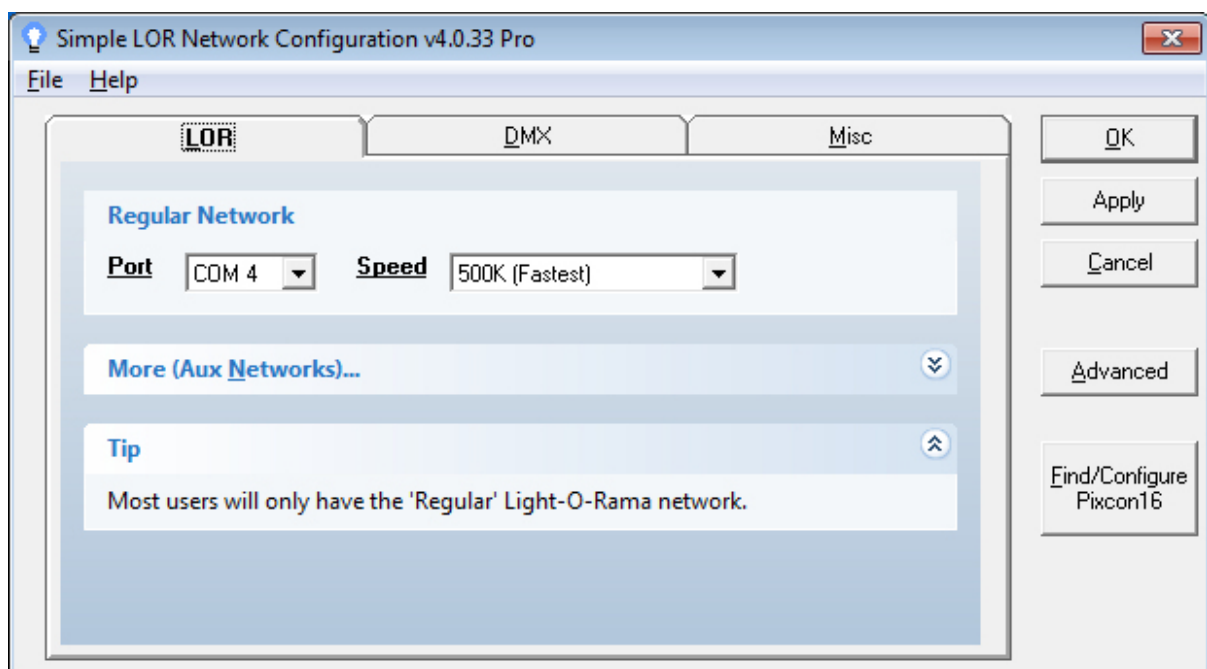 Simple LOR Network Configuration v4.0.33 Pro
File Help
LOR DMX Misc
OK
Apply
Cancel
Advanced
Find/Configure
Pixcon16
Regular Network
Port COM 4 Speed 500K (Fastest)
More (Aux Networks)...
Tip
Most users will only have the 'Regular' Light-O-Rama network.